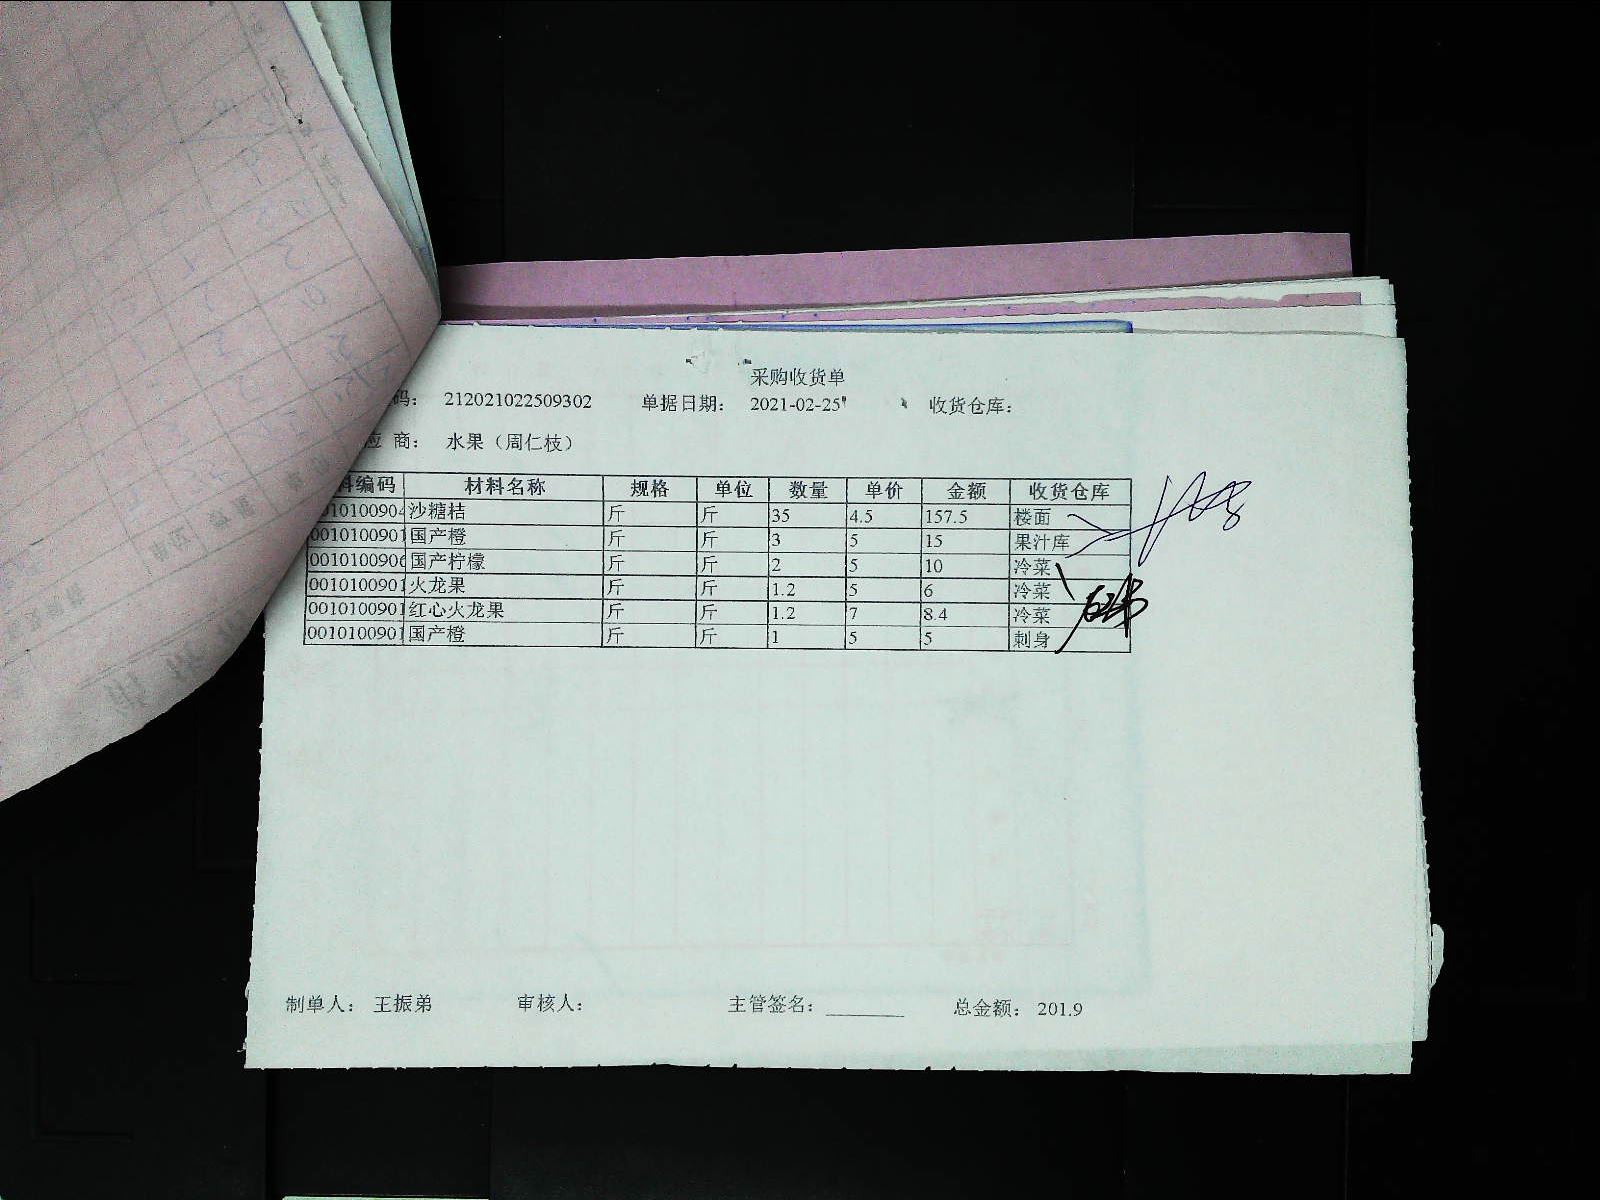 采购收货单
码： 212021022509302 单据日期： 2021-02-25 收货仓库：
应 商： 水果（周仁枝）
料编码 材料名称 规格 单位 数量 单价 金额 收货仓库
010100904 沙糖桔 斤 斤 35 4.5 157.5 楼面
0010100901 国产橙 斤 斤 3 5 15 果汁库
0010100906 国产柠檬 斤 斤 2 5 10 冷菜
0010100901 火龙果 斤 斤 1.2 5 6 冷菜
0010100901 红心火龙果 斤 斤 1.2 7 8.4 冷菜
0010100901 国产橙 斤 斤 1 5 5 刺身
制单人： 王振弟 审核人： 主管签名： 总金额： 201.9